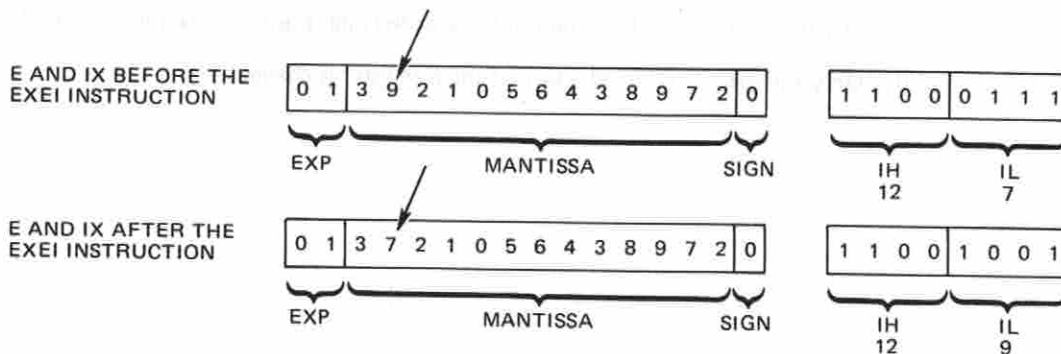 E AND IX BEFORE THE
EXEI INSTRUCTION
0 1 3 9 2 1 0 5 6 4 3 8 9 7 2 0
1 1 0 0 0 1 1 1
EXP MANTISSA SIGN
IH IL
12 7
E AND IX AFTER THE
EXEI INSTRUCTION
0 1 3 7 2 1 0 5 6 4 3 8 9 7 2 0
1 1 0 0 1 0 0 1
EXP MANTISSA SIGN
IH IL
12 9